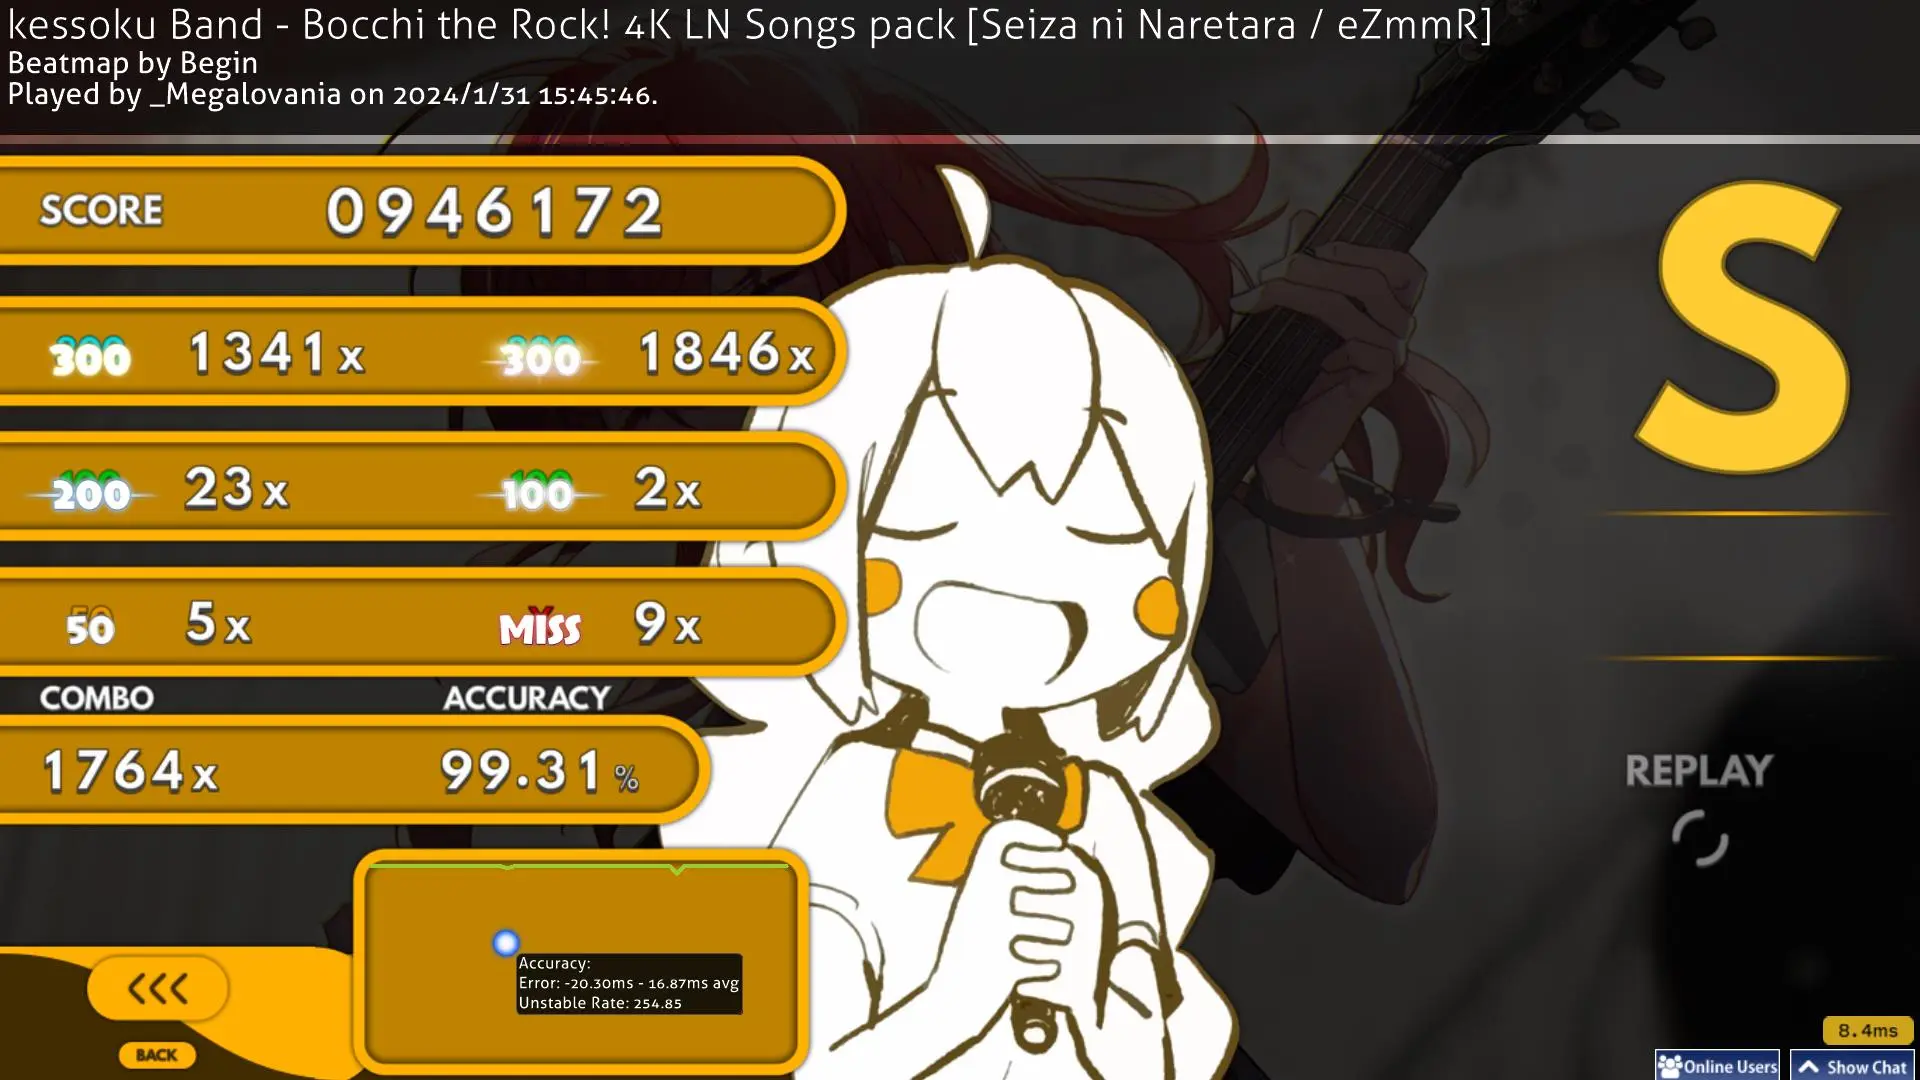 kessoku Band - Bocchi the Rock! 4K LN Songs pack [Seiza ni Naretara / eZmmR]
Beatmap by Begin
Played by _Megalovania on 2024/1/31 15:45:46.
SCORE 0946172
300 1341x 300 1846x
200 23x 100 2x
50 5x MISS 9x
COMBO ACCURACY
1764x 99.31%
S
REPLAY
Accuracy:
Error: -20.30ms - 16.87ms avg
Unstable Rate: 254.85
BACK
8.4ms
Online Users Show Chat